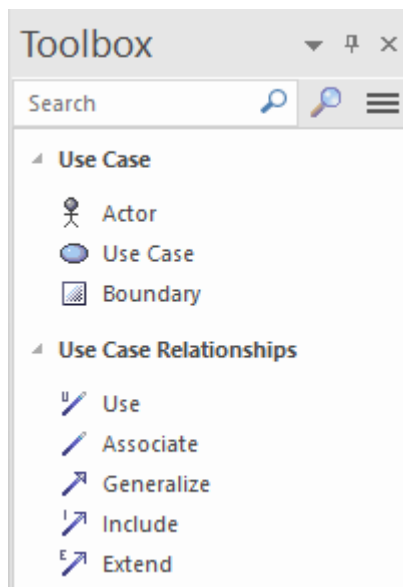 Toolbox
Search
Use Case
Actor
Use Case
Boundary
Use Case Relationships
U Use
Associate
Generalize
I Include
E Extend